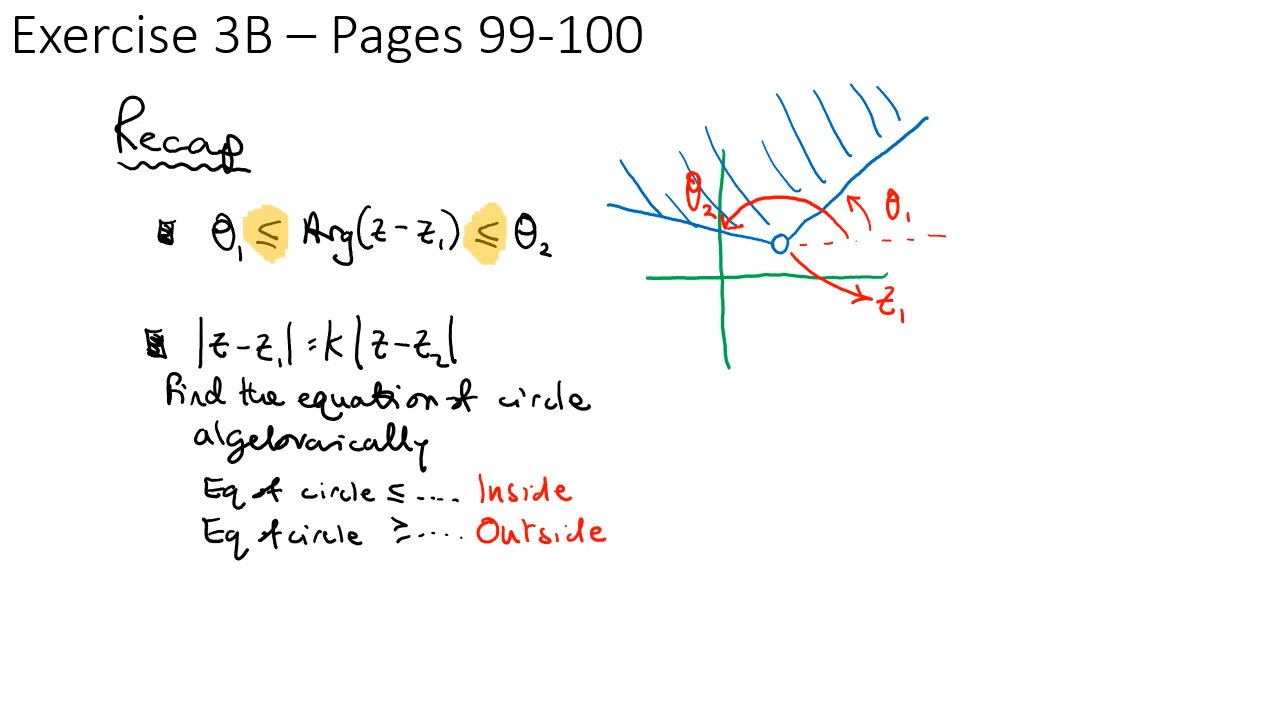 Exercise 3B – Pages 99-100
Recap
θ₁ ≤ Arg(z - z₁) ≤ θ₂
|z - z₁| = k |z - z₂|
Find the equation of circle
algebraically
Eq of circle ≤ .... Inside
Eq of circle ≥ ..... Outside
θ₂
θ₁
z₁